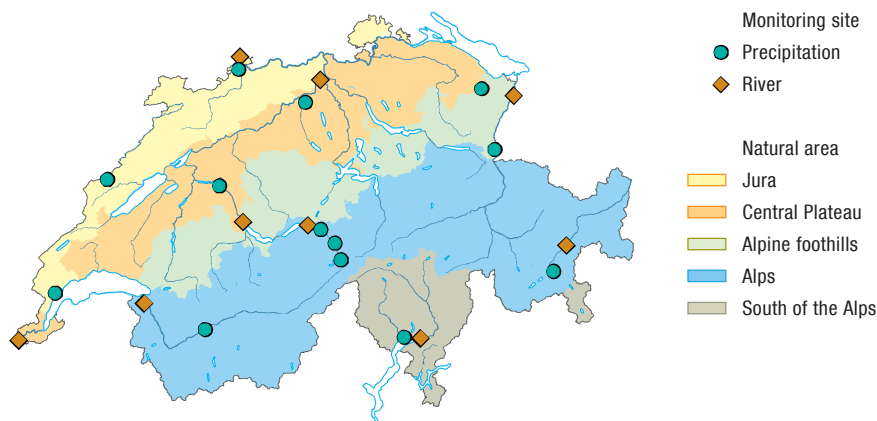 Monitoring site
Precipitation
River
Natural area
Jura
Central Plateau
Alpine foothills
Alps
South of the Alps